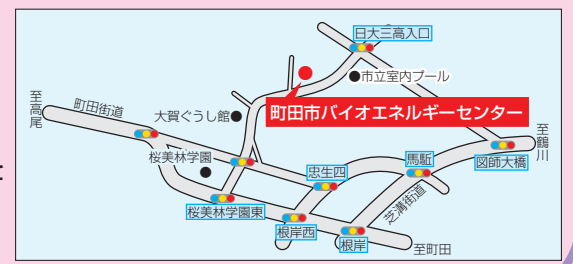 日大三高入口
市立室内プール
町田市バイオエネルギーセンター
至高尾
町田街道
大賀ぐうし館
桜美林学園
至鶴川
図師大橋
馬駈
忠生四
芝溝街道
桜美林学園東
根岸西
根岸
至町田